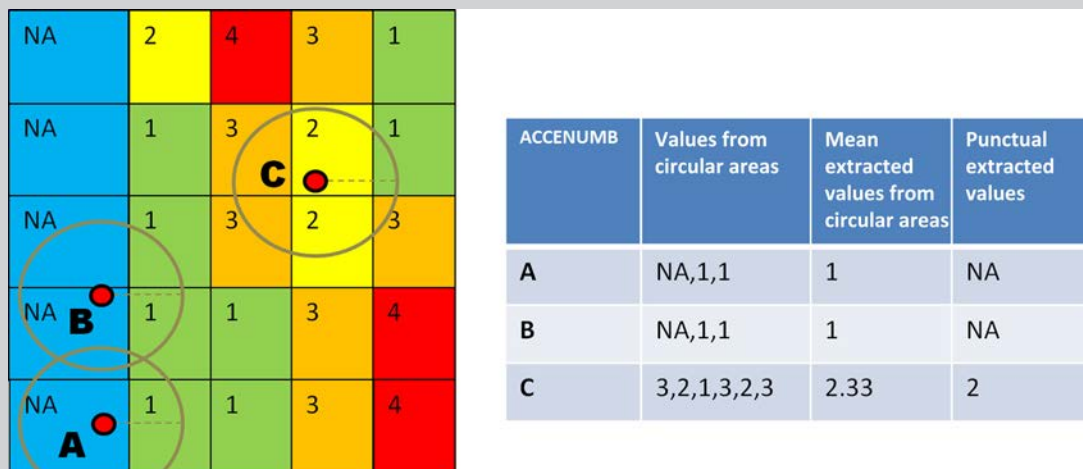 NA 2 4 3 1
NA 1 3 2 1
C
NA 1 3 2 3
NA 1 1 3 4
B
NA 1 1 3 4
A
ACCENUMB Values from circular areas Mean extracted values from circular areas Punctual extracted values
A NA,1,1 1 NA
B NA,1,1 1 NA
C 3,2,1,3,2,3 2.33 2